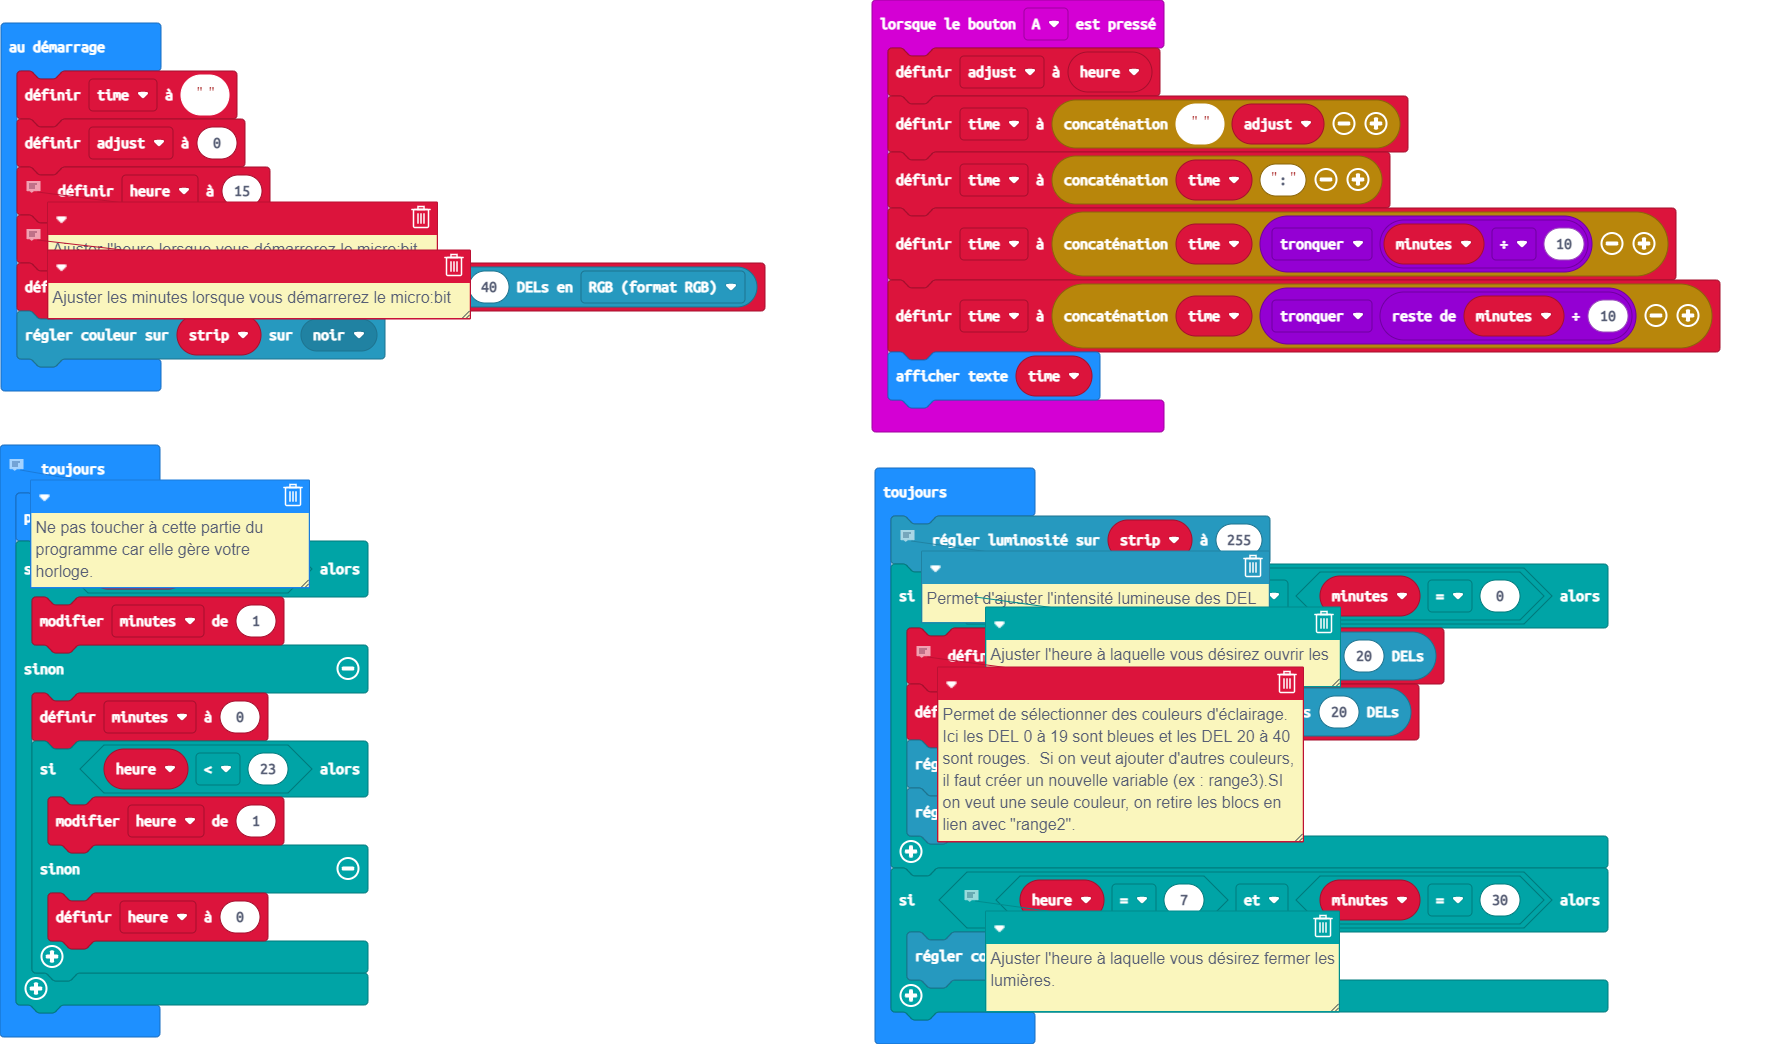 au démarrage
définir time à " "
définir adjust à 0
définir heure à 15
Ajuster l'heure lorsque vous démarrerez le micro:bit
Ajuster les minutes lorsque vous démarrerez le micro:bit
40 DELs en RGB (format RGB)
régler couleur sur strip sur noir
lorsque le bouton A est pressé
définir adjust à heure
définir time à concaténation " " adjust
définir time à concaténation time ":"
définir time à concaténation time tronquer minutes ÷ 10
définir time à concaténation time tronquer reste de minutes ÷ 10
afficher texte time
toujours
Ne pas toucher à cette partie du
programme car elle gère votre
horloge.
alors
modifier minutes de 1
sinon
définir minutes à 0
si heure < 23 alors
modifier heure de 1
sinon
définir heure à 0
toujours
régler luminosité sur strip à 255
si minutes = 0 alors
Permet d'ajuster l'intensité lumineuse des DEL
20 DELs
Ajuster l'heure à laquelle vous désirez ouvrir les
20 DELs
Permet de sélectionner des couleurs d'éclairage.
Ici les DEL 0 à 19 sont bleues et les DEL 20 à 40
sont rouges. Si on veut ajouter d'autres couleurs,
il faut créer un nouvelle variable (ex : range3).SI
on veut une seule couleur, on retire les blocs en
lien avec "range2".
si heure = 7 et minutes = 30 alors
régler
Ajuster l'heure à laquelle vous désirez fermer les
lumières.